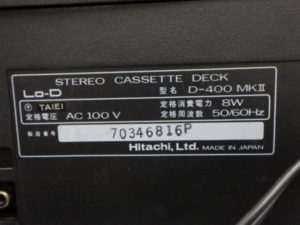 STEREO CASSETTE DECK
Lo-D 型名 D-400 MKII
TAIEI 定格消費電力 8W
定格電圧 AC 100 V 定格周波数 50/60Hz
製造番号 70346816P
Hitachi, Ltd. MADE IN JAPAN